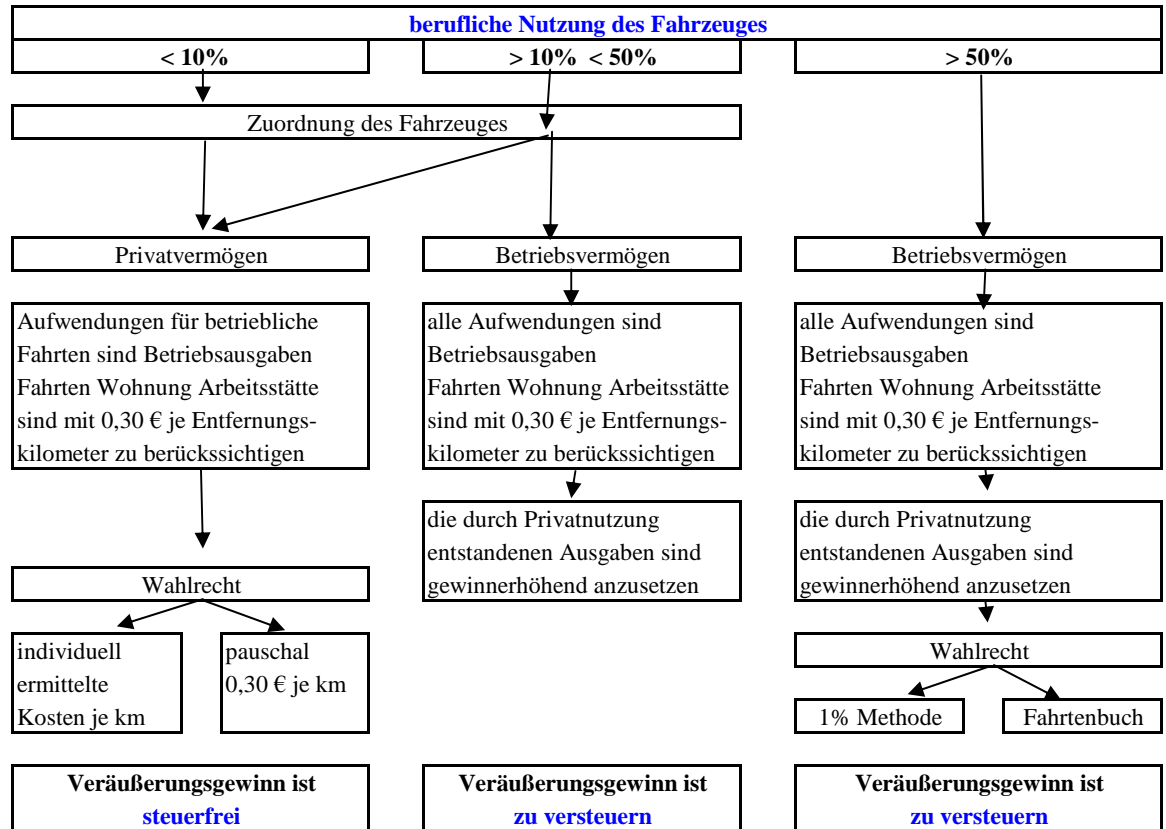 berufliche Nutzung des Fahrzeuges
< 10%
> 10% < 50%
> 50%
Zuordnung des Fahrzeuges
Privatvermögen
Betriebsvermögen
Betriebsvermögen
Aufwendungen für betriebliche
Fahrten sind Betriebsausgaben
Fahrten Wohnung Arbeitsstätte
sind mit 0,30 € je Entfernungs-
kilometer zu berückssichtigen
alle Aufwendungen sind
Betriebsausgaben
Fahrten Wohnung Arbeitsstätte
sind mit 0,30 € je Entfernungs-
kilometer zu berückssichtigen
alle Aufwendungen sind
Betriebsausgaben
Fahrten Wohnung Arbeitsstätte
sind mit 0,30 € je Entfernungs-
kilometer zu berückssichtigen
die durch Privatnutzung
entstandenen Ausgaben sind
gewinnerhöhend anzusetzen
die durch Privatnutzung
entstandenen Ausgaben sind
gewinnerhöhend anzusetzen
Wahlrecht
individuell
ermittelte
Kosten je km
pauschal
0,30 € je km
Wahlrecht
1% Methode
Fahrtenbuch
Veräußerungsgewinn ist
steuerfrei
Veräußerungsgewinn ist
zu versteuern
Veräußerungsgewinn ist
zu versteuern